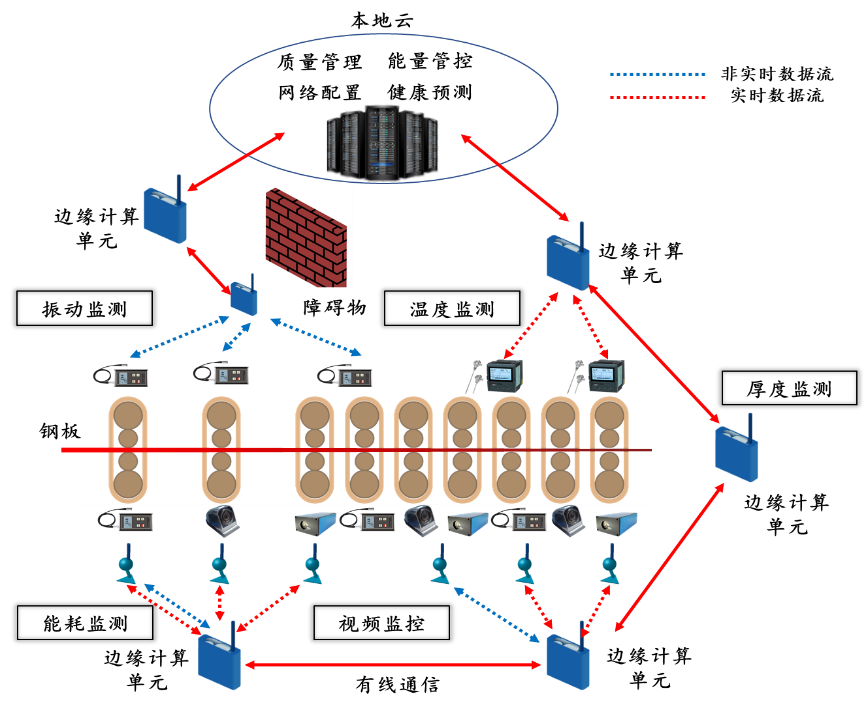 本地云
质量管理 能量管控
网络配置 健康预测
非实时数据流
实时数据流
边缘计算
单元
边缘计算
单元
障碍物
振动监测
温度监测
厚度监测
钢板
边缘计算
单元
能耗监测
视频监控
边缘计算
单元
边缘计算
单元
有线通信